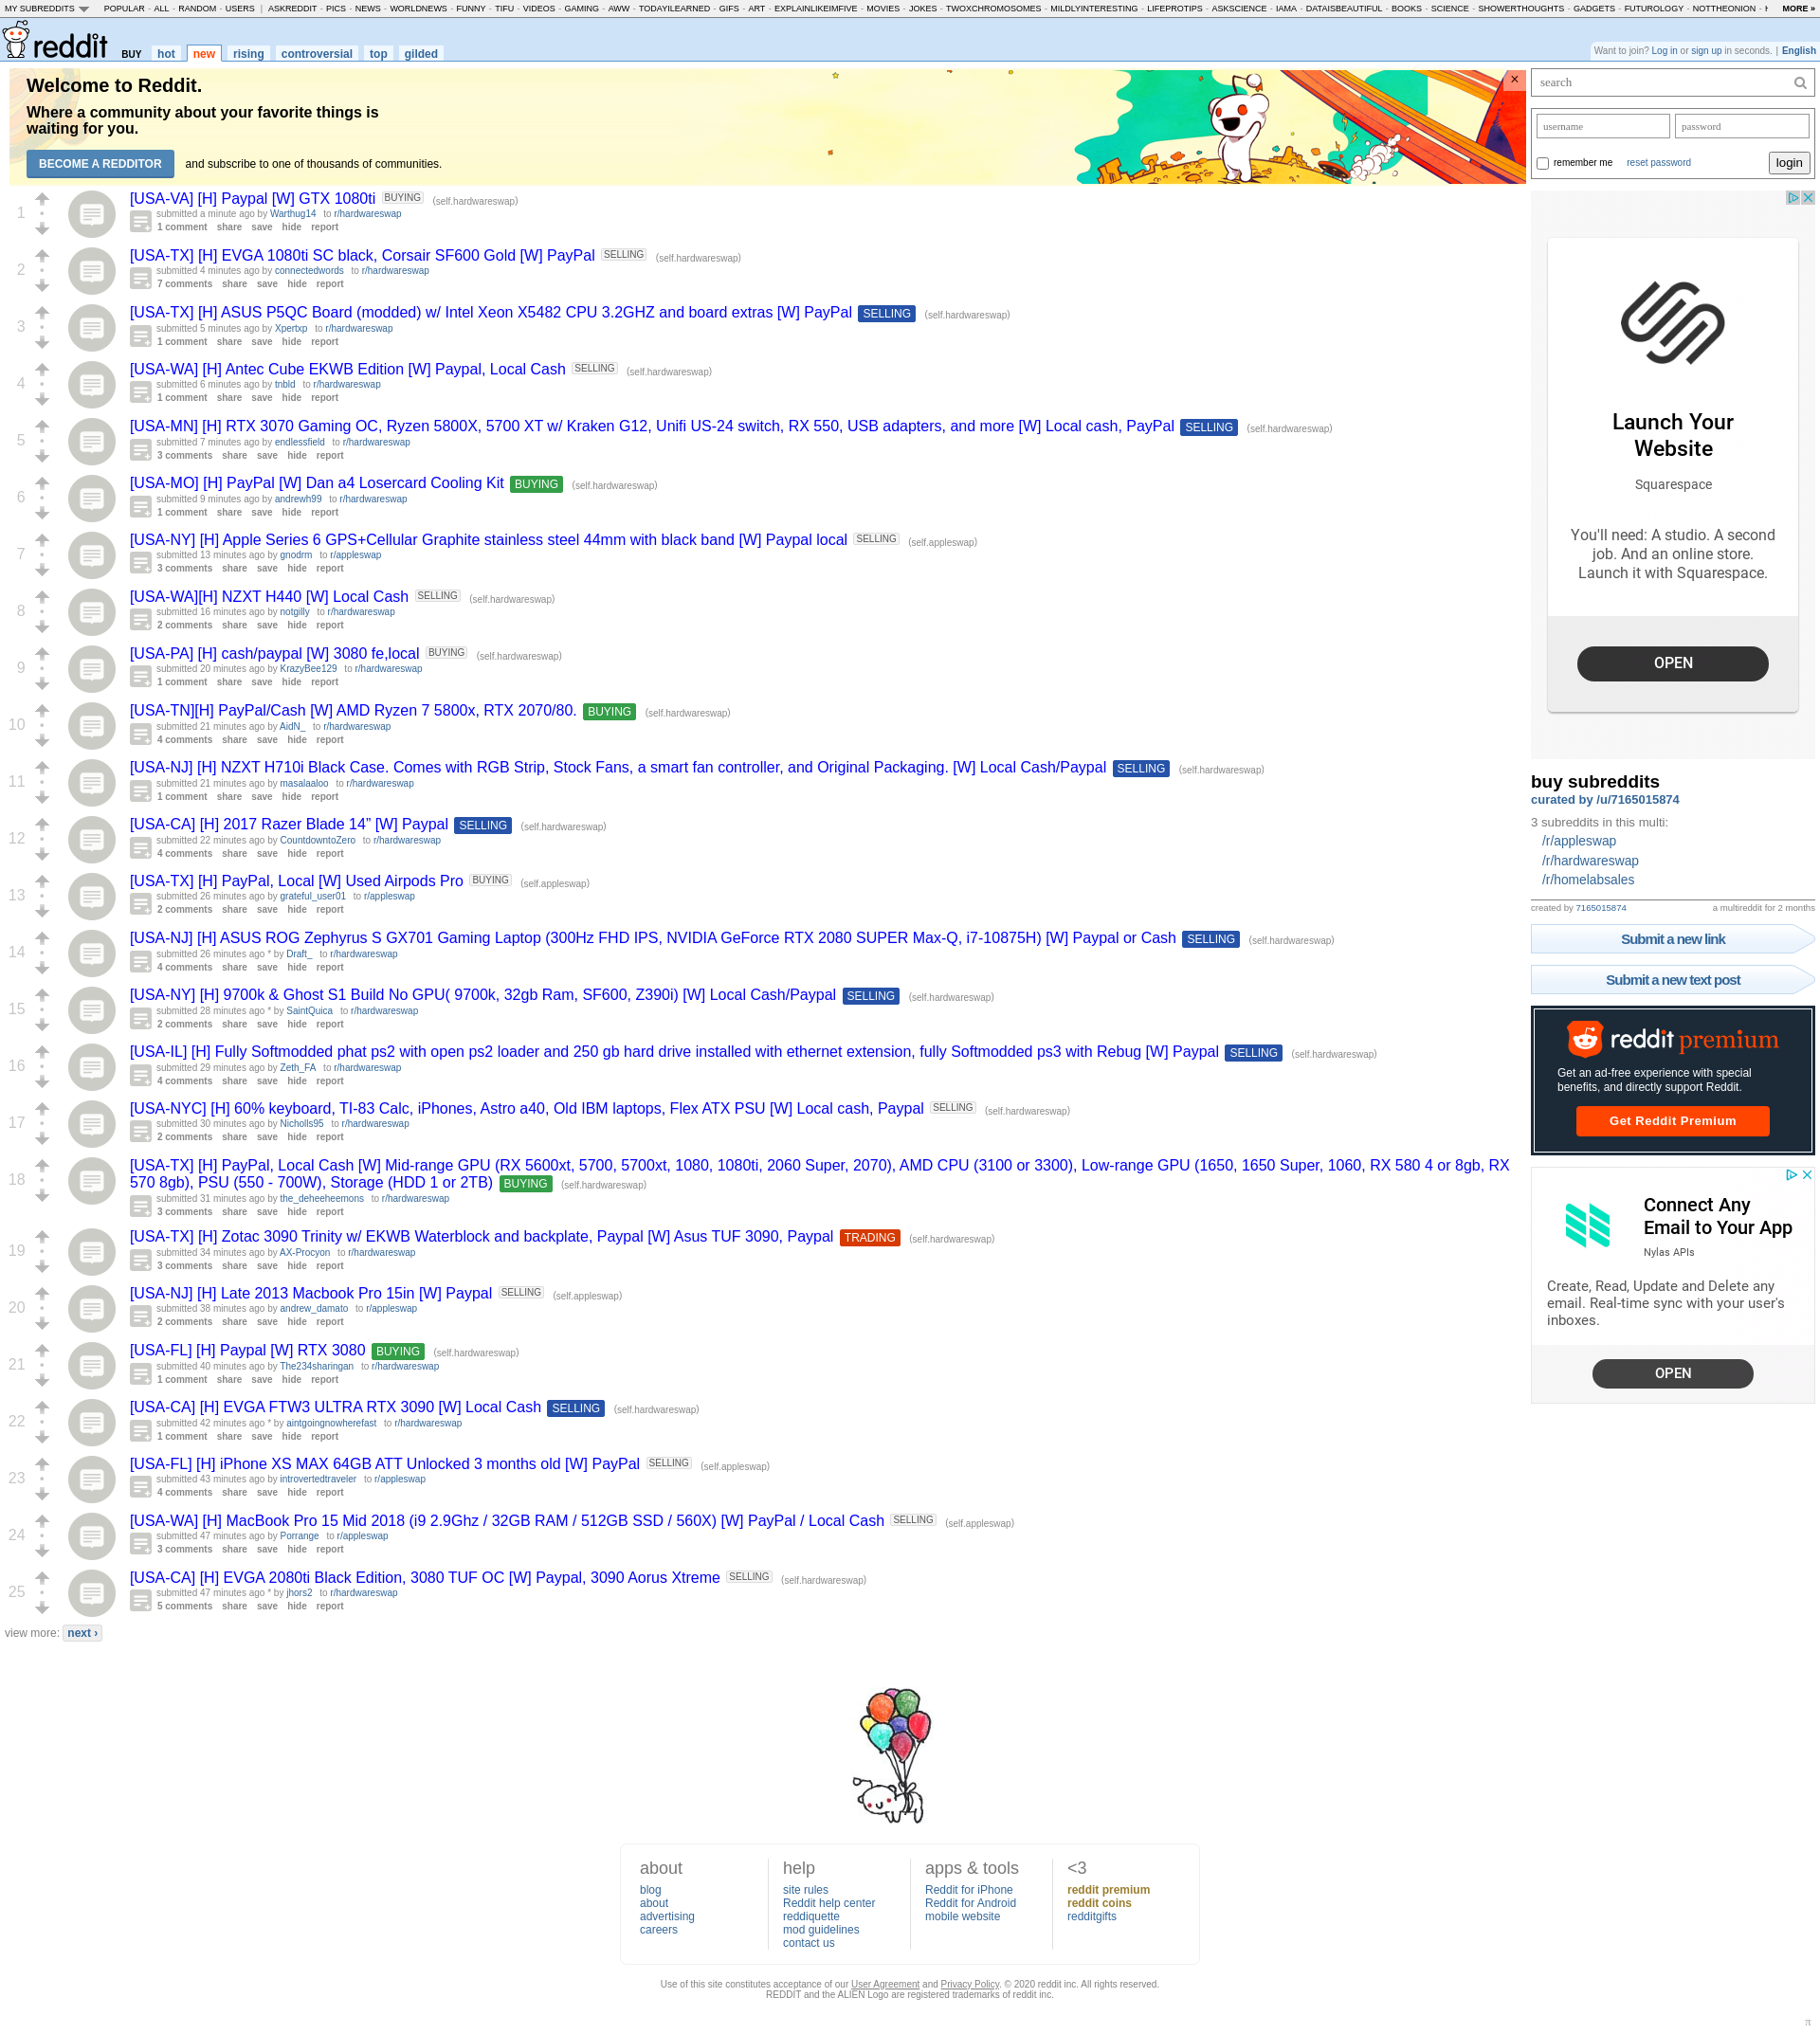 MY SUBREDDITS POPULAR - ALL - RANDOM - USERS | ASKREDDIT - PICS - NEWS - WORLDNEWS - FUNNY - TIFU - VIDEOS - GAMING - AWW - TODAYILEARNED - GIFS - ART - EXPLAINLIKEIMFIVE - MOVIES - JOKES - TWOXCHROMOSOMES - MILDLYINTERESTING - LIFEPROTIPS - ASKSCIENCE - IAMA - DATAISBEAUTIFUL - BOOKS - SCIENCE - SHOWERTHOUGHTS - GADGETS - FUTUROLOGY - NOTTHEONION - MORE »
reddit BUY hot new rising controversial top gilded
Want to join? Log in or sign up in seconds. | English
Welcome to Reddit.
Where a community about your favorite things is
waiting for you.
BECOME A REDDITOR and subscribe to one of thousands of communities.
×
1
[USA-VA] [H] Paypal [W] GTX 1080ti BUYING (self.hardwareswap)
submitted a minute ago by Warthug14 to r/hardwareswap
1 comment share save hide report
2
[USA-TX] [H] EVGA 1080ti SC black, Corsair SF600 Gold [W] PayPal SELLING (self.hardwareswap)
submitted 4 minutes ago by connectedwords to r/hardwareswap
7 comments share save hide report
3
[USA-TX] [H] ASUS P5QC Board (modded) w/ Intel Xeon X5482 CPU 3.2GHZ and board extras [W] PayPal SELLING (self.hardwareswap)
submitted 5 minutes ago by Xpertxp to r/hardwareswap
1 comment share save hide report
4
[USA-WA] [H] Antec Cube EKWB Edition [W] Paypal, Local Cash SELLING (self.hardwareswap)
submitted 6 minutes ago by tnbld to r/hardwareswap
1 comment share save hide report
5
[USA-MN] [H] RTX 3070 Gaming OC, Ryzen 5800X, 5700 XT w/ Kraken G12, Unifi US-24 switch, RX 550, USB adapters, and more [W] Local cash, PayPal SELLING (self.hardwareswap)
submitted 7 minutes ago by endlessfield to r/hardwareswap
3 comments share save hide report
6
[USA-MO] [H] PayPal [W] Dan a4 Losercard Cooling Kit BUYING (self.hardwareswap)
submitted 9 minutes ago by andrewh99 to r/hardwareswap
1 comment share save hide report
7
[USA-NY] [H] Apple Series 6 GPS+Cellular Graphite stainless steel 44mm with black band [W] Paypal local SELLING (self.appleswap)
submitted 13 minutes ago by gnodrm to r/appleswap
3 comments share save hide report
8
[USA-WA][H] NZXT H440 [W] Local Cash SELLING (self.hardwareswap)
submitted 16 minutes ago by notgilly to r/hardwareswap
2 comments share save hide report
9
[USA-PA] [H] cash/paypal [W] 3080 fe,local BUYING (self.hardwareswap)
submitted 20 minutes ago by KrazyBee129 to r/hardwareswap
1 comment share save hide report
10
[USA-TN][H] PayPal/Cash [W] AMD Ryzen 7 5800x, RTX 2070/80. BUYING (self.hardwareswap)
submitted 21 minutes ago by AidN_ to r/hardwareswap
4 comments share save hide report
11
[USA-NJ] [H] NZXT H710i Black Case. Comes with RGB Strip, Stock Fans, a smart fan controller, and Original Packaging. [W] Local Cash/Paypal SELLING (self.hardwareswap)
submitted 21 minutes ago by masalaaloo to r/hardwareswap
1 comment share save hide report
12
[USA-CA] [H] 2017 Razer Blade 14” [W] Paypal SELLING (self.hardwareswap)
submitted 22 minutes ago by CountdowntoZero to r/hardwareswap
4 comments share save hide report
13
[USA-TX] [H] PayPal, Local [W] Used Airpods Pro BUYING (self.appleswap)
submitted 26 minutes ago by grateful_user01 to r/appleswap
2 comments share save hide report
14
[USA-NJ] [H] ASUS ROG Zephyrus S GX701 Gaming Laptop (300Hz FHD IPS, NVIDIA GeForce RTX 2080 SUPER Max-Q, i7-10875H) [W] Paypal or Cash SELLING (self.hardwareswap)
submitted 26 minutes ago * by Draft_ to r/hardwareswap
4 comments share save hide report
15
[USA-NY] [H] 9700k & Ghost S1 Build No GPU( 9700k, 32gb Ram, SF600, Z390i) [W] Local Cash/Paypal SELLING (self.hardwareswap)
submitted 28 minutes ago * by SaintQuica to r/hardwareswap
2 comments share save hide report
16
[USA-IL] [H] Fully Softmodded phat ps2 with open ps2 loader and 250 gb hard drive installed with ethernet extension, fully Softmodded ps3 with Rebug [W] Paypal SELLING (self.hardwareswap)
submitted 29 minutes ago by Zeth_FA to r/hardwareswap
4 comments share save hide report
17
[USA-NYC] [H] 60% keyboard, TI-83 Calc, iPhones, Astro a40, Old IBM laptops, Flex ATX PSU [W] Local cash, Paypal SELLING (self.hardwareswap)
submitted 30 minutes ago by Nicholls95 to r/hardwareswap
2 comments share save hide report
18
[USA-TX] [H] PayPal, Local Cash [W] Mid-range GPU (RX 5600xt, 5700, 5700xt, 1080, 1080ti, 2060 Super, 2070), AMD CPU (3100 or 3300), Low-range GPU (1650, 1650 Super, 1060, RX 580 4 or 8gb, RX
570 8gb), PSU (550 - 700W), Storage (HDD 1 or 2TB) BUYING (self.hardwareswap)
submitted 31 minutes ago by the_deheeheemons to r/hardwareswap
3 comments share save hide report
19
[USA-TX] [H] Zotac 3090 Trinity w/ EKWB Waterblock and backplate, Paypal [W] Asus TUF 3090, Paypal TRADING (self.hardwareswap)
submitted 34 minutes ago by AX-Procyon to r/hardwareswap
3 comments share save hide report
20
[USA-NJ] [H] Late 2013 Macbook Pro 15in [W] Paypal SELLING (self.appleswap)
submitted 38 minutes ago by andrew_damato to r/appleswap
2 comments share save hide report
21
[USA-FL] [H] Paypal [W] RTX 3080 BUYING (self.hardwareswap)
submitted 40 minutes ago by The234sharingan to r/hardwareswap
1 comment share save hide report
22
[USA-CA] [H] EVGA FTW3 ULTRA RTX 3090 [W] Local Cash SELLING (self.hardwareswap)
submitted 42 minutes ago * by aintgoingnowherefast to r/hardwareswap
1 comment share save hide report
23
[USA-FL] [H] iPhone XS MAX 64GB ATT Unlocked 3 months old [W] PayPal SELLING (self.appleswap)
submitted 43 minutes ago by introvertedtraveler to r/appleswap
4 comments share save hide report
24
[USA-WA] [H] MacBook Pro 15 Mid 2018 (i9 2.9Ghz / 32GB RAM / 512GB SSD / 560X) [W] PayPal / Local Cash SELLING (self.appleswap)
submitted 47 minutes ago by Porrange to r/appleswap
3 comments share save hide report
25
[USA-CA] [H] EVGA 2080ti Black Edition, 3080 TUF OC [W] Paypal, 3090 Aorus Xtreme SELLING (self.hardwareswap)
submitted 47 minutes ago * by jhors2 to r/hardwareswap
5 comments share save hide report
view more: next ›
search
username password
remember me reset password login
Launch Your
Website
Squarespace
You'll need: A studio. A second
job. And an online store.
Launch it with Squarespace.
OPEN
buy subreddits
curated by /u/7165015874
3 subreddits in this multi:
/r/appleswap
/r/hardwareswap
/r/homelabsales
created by 7165015874 a multireddit for 2 months
Submit a new link
Submit a new text post
reddit premium
Get an ad-free experience with special
benefits, and directly support Reddit.
Get Reddit Premium
Connect Any
Email to Your App
Nylas APIs
Create, Read, Update and Delete any
email. Real-time sync with your user's
inboxes.
OPEN
about
blog
about
advertising
careers
help
site rules
Reddit help center
reddiquette
mod guidelines
contact us
apps & tools
Reddit for iPhone
Reddit for Android
mobile website
<3
reddit premium
reddit coins
redditgifts
Use of this site constitutes acceptance of our User Agreement and Privacy Policy. © 2020 reddit inc. All rights reserved.
REDDIT and the ALIEN Logo are registered trademarks of reddit inc.
π